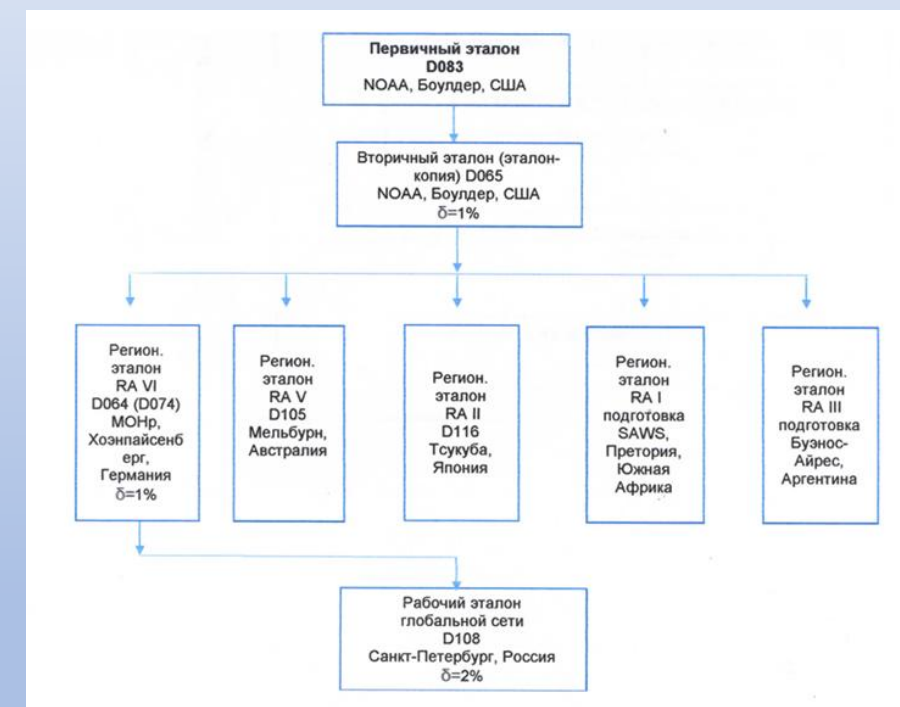 Первичный эталон
D083
NOAA, Боулдер, США
Вторичный эталон (эталон-
копия) D065
NOAA, Боулдер, США
δ=1%
Регион.
эталон
RA VI
D064 (D074)
МОНр,
Хоэнпайсенб
ерг,
Германия
δ=1%
Регион.
эталон
RA V
D105
Мельбурн,
Австралия
Регион.
эталон
RA II
D116
Тсукуба,
Япония
Регион.
эталон
RA I
подготовка
SAWS,
Претория,
Южная
Африка
Регион.
эталон
RA III
подготовка
Буэнос-
Айрес,
Аргентина
Рабочий эталон
глобальной сети
D108
Санкт-Петербург, Россия
δ=2%